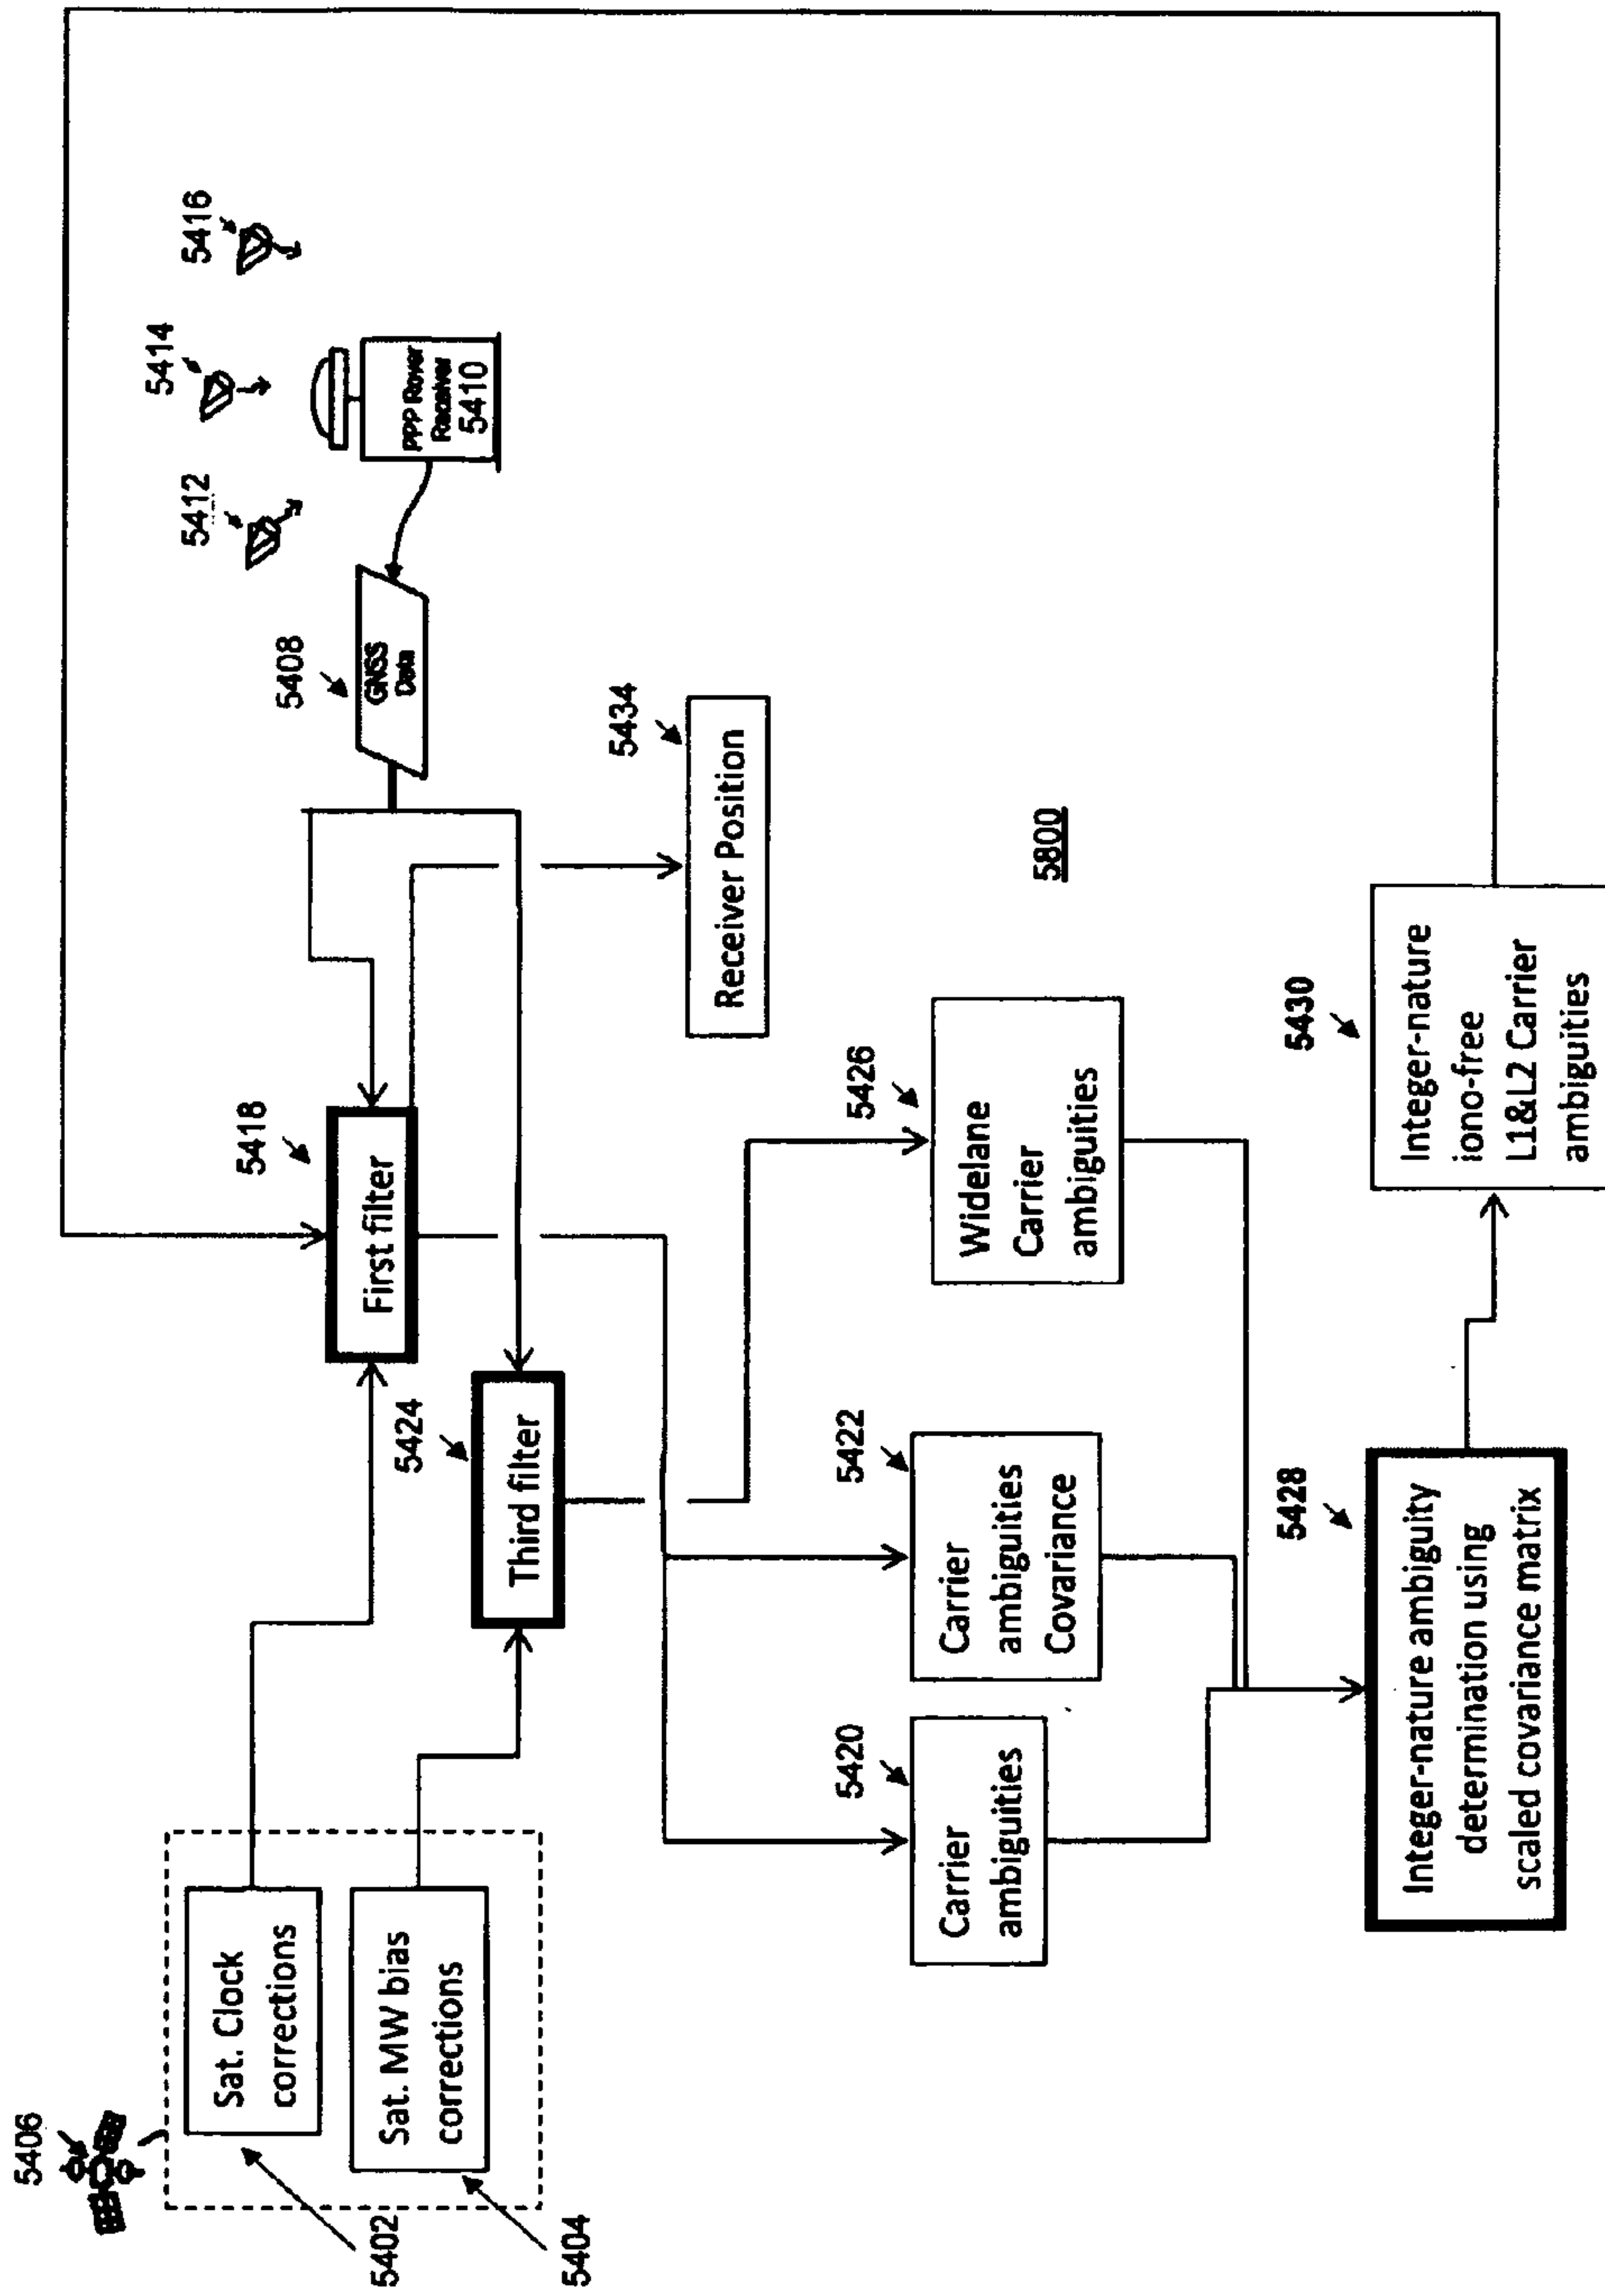 5406
5402
Sat. Clock
corrections
5404
Sat. MW bias
corrections
5418
First filter
5424
Third filter
5408
GNSS
Data
5412
5414
5416
PPP Rover
Receiver
5410
5434
Receiver Position
5420
Carrier
ambiguities
5422
Carrier
ambiguities
Covariance
5426
Widelane
Carrier
ambiguities
5800
5428
Integer-nature ambiguity
determination using
scaled covariance matrix
5430
Integer-nature
iono-free
L1&L2 Carrier
ambiguities